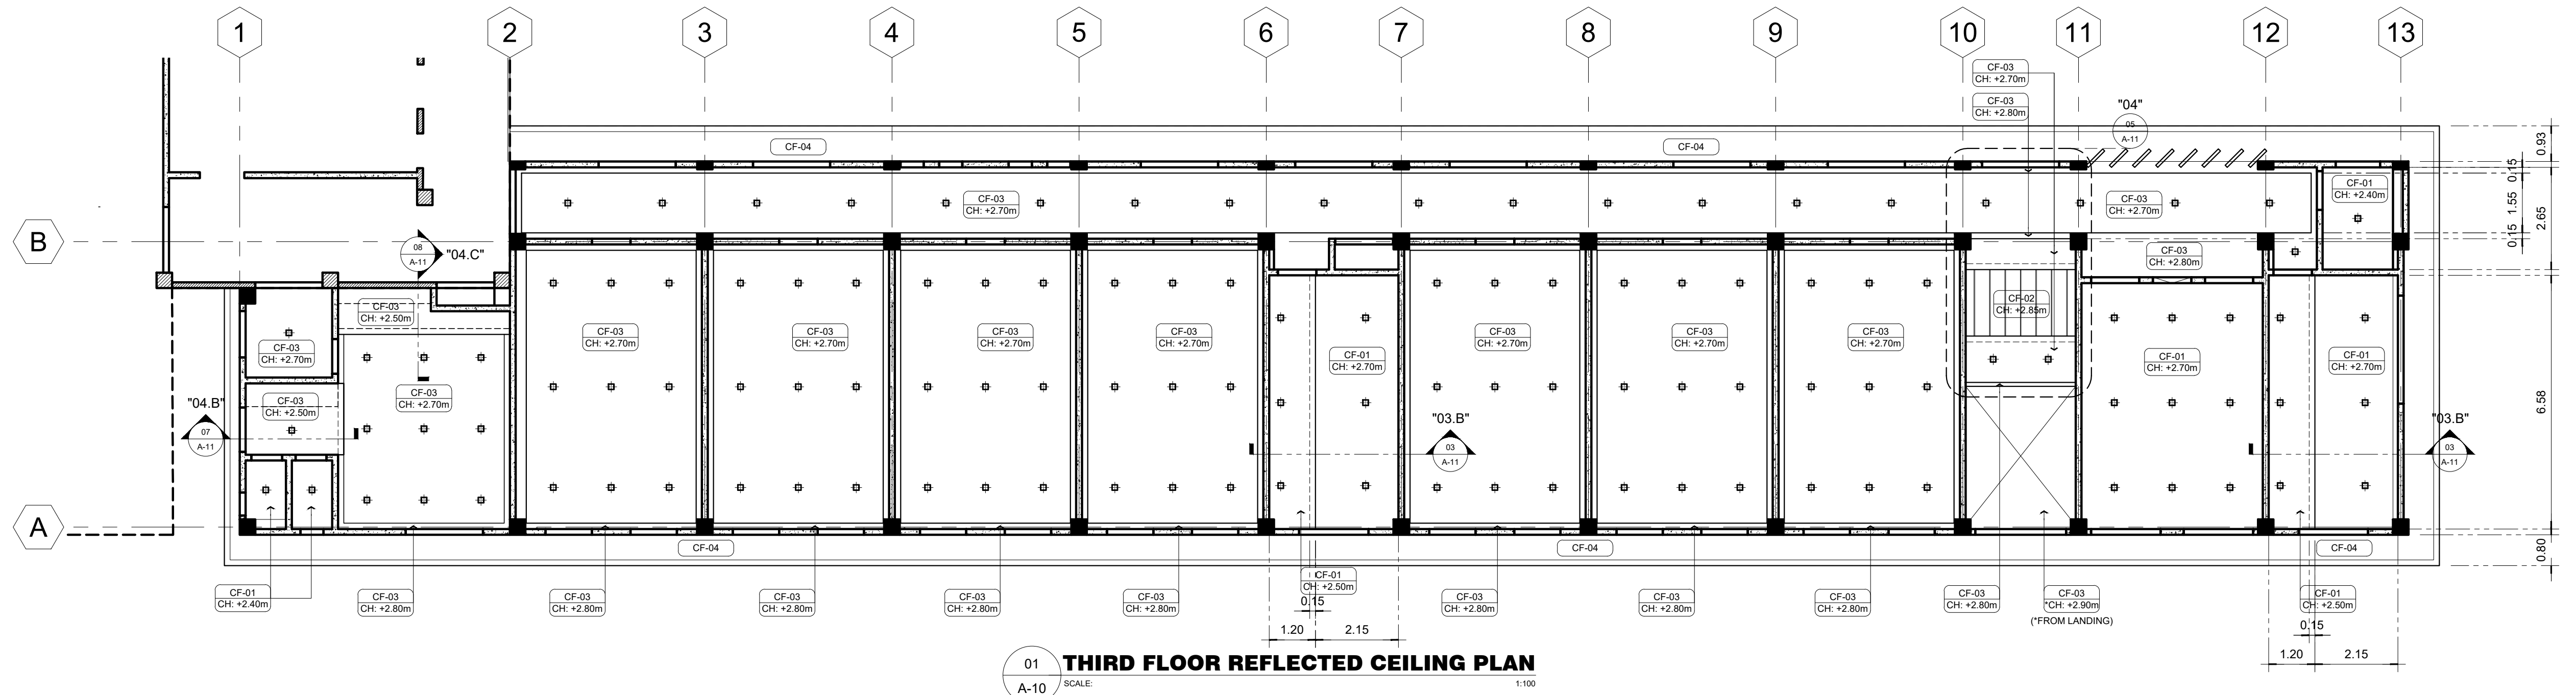 1 2 3 4 5 6 7 8 9 10 11 12 13
CF-03
CH: +2.70m
CF-03
CH: +2.80m
"04"
05
A-11
0.93
CF-04
CF-04
0.15
1.55
2.65
0.15
CF-03
CH: +2.70m
CF-03
CH: +2.70m
CF-01
CH: +2.40m
B
08
A-11
"04.C"
CF-03
CH: +2.80m
CF-03
CH: +2.50m
CF-02
CH: +2.85m
CF-03
CH: +2.70m
CF-03
CH: +2.70m
CF-03
CH: +2.70m
CF-03
CH: +2.70m
CF-03
CH: +2.70m
CF-03
CH: +2.70m
CF-03
CH: +2.70m
CF-03
CH: +2.70m
CF-01
CH: +2.70m
CF-01
CH: +2.70m
CF-01
CH: +2.70m
CF-03
CH: +2.50m
CF-03
CH: +2.70m
6.58
"04.B"
07
A-11
"03.B"
03
A-11
"03.B"
03
A-11
A
CF-04
CF-04
CF-04
0.80
CF-01
CH: +2.40m
CF-03
CH: +2.80m
CF-03
CH: +2.80m
CF-03
CH: +2.80m
CF-03
CH: +2.80m
CF-03
CH: +2.80m
CF-01
CH: +2.50m
CF-03
CH: +2.80m
CF-03
CH: +2.80m
CF-03
CH: +2.80m
CF-03
CH: +2.80m
CF-03
*CH: +2.90m
(*FROM LANDING)
CF-01
CH: +2.50m
0.15
1.20 2.15
0.15
1.20 2.15
01
A-10
THIRD FLOOR REFLECTED CEILING PLAN
SCALE: 1:100